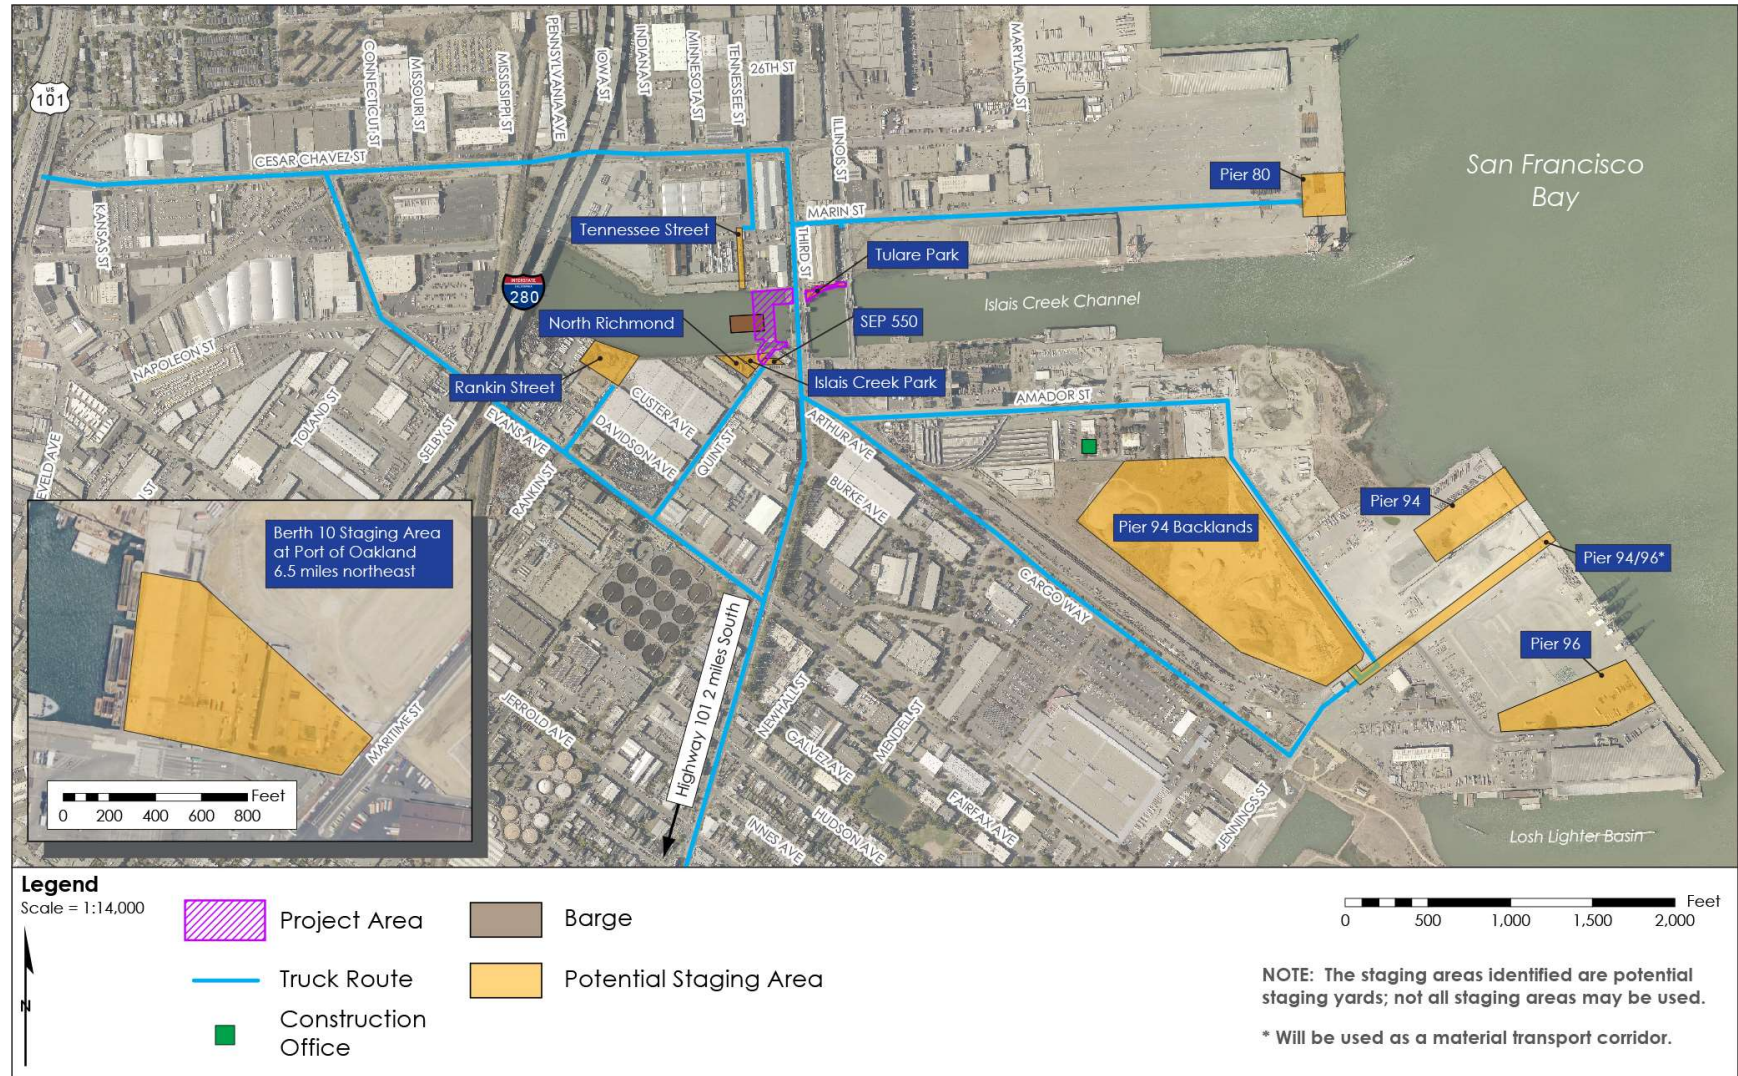 US
101
CONNECTICUT ST
MISSOURI ST
MISSISSIPPI ST
PENNSYLVANIA AVE
IOWA ST
INDIANA ST
MINNESOTA ST
TENNESSEE ST
26TH ST
MARYLAND ST
ILLINOIS ST
CESAR CHAVEZ ST
KANSAS ST
San Francisco
Bay
Pier 80
MARIN ST
Tennessee Street
THIRD ST
Tulare Park
INTERSTATE
CALIFORNIA
280
Islais Creek Channel
North Richmond
SEP 550
NAPOLEON ST
Rankin Street
Islais Creek Park
TOLAND ST
SELBY ST
EVANS AVE
CUSTER AVE
DAVIDSON AVE
QUINT ST
RANKIN ST
ARTHUR AVE
AMADOR ST
BURKE AVE
EVELD AVE
N ST
Pier 94
Pier 94 Backlands
Pier 94/96*
CARGO WAY
Pier 96
Berth 10 Staging Area
at Port of Oakland
6.5 miles northeast
MARITIME ST
Feet
0 200 400 600 800
JERROLD AVE
Highway 101 2 miles South
NEWHALL ST
GALVEZ AVE
MENDELL ST
INNES AVE
HUDSON AVE
FAIRFAX AVE
JENNINGS ST
Losh Lighter Basin
Legend
Scale = 1:14,000
N
Project Area
Barge
Truck Route
Potential Staging Area
Construction
Office
Feet
0 500 1,000 1,500 2,000
NOTE: The staging areas identified are potential
staging yards; not all staging areas may be used.
* Will be used as a material transport corridor.